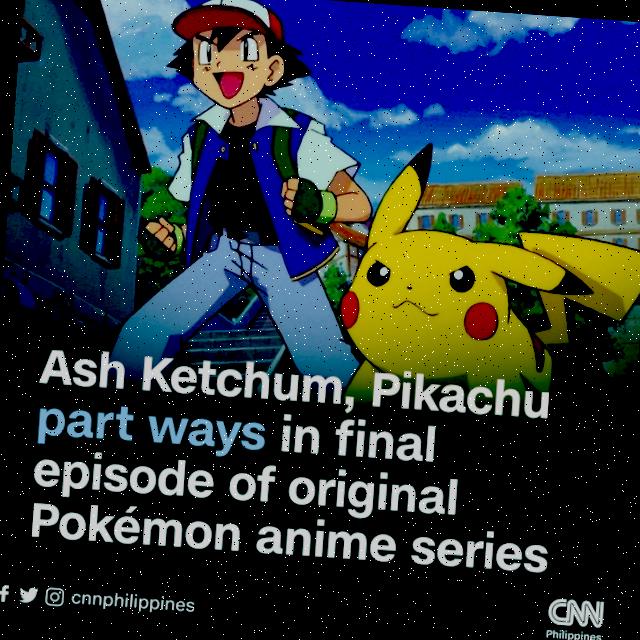 Ash Ketchum, Pikachu
part ways in final
episode of original
Pokémon anime series
cnnphilippines
CNN
Philippines